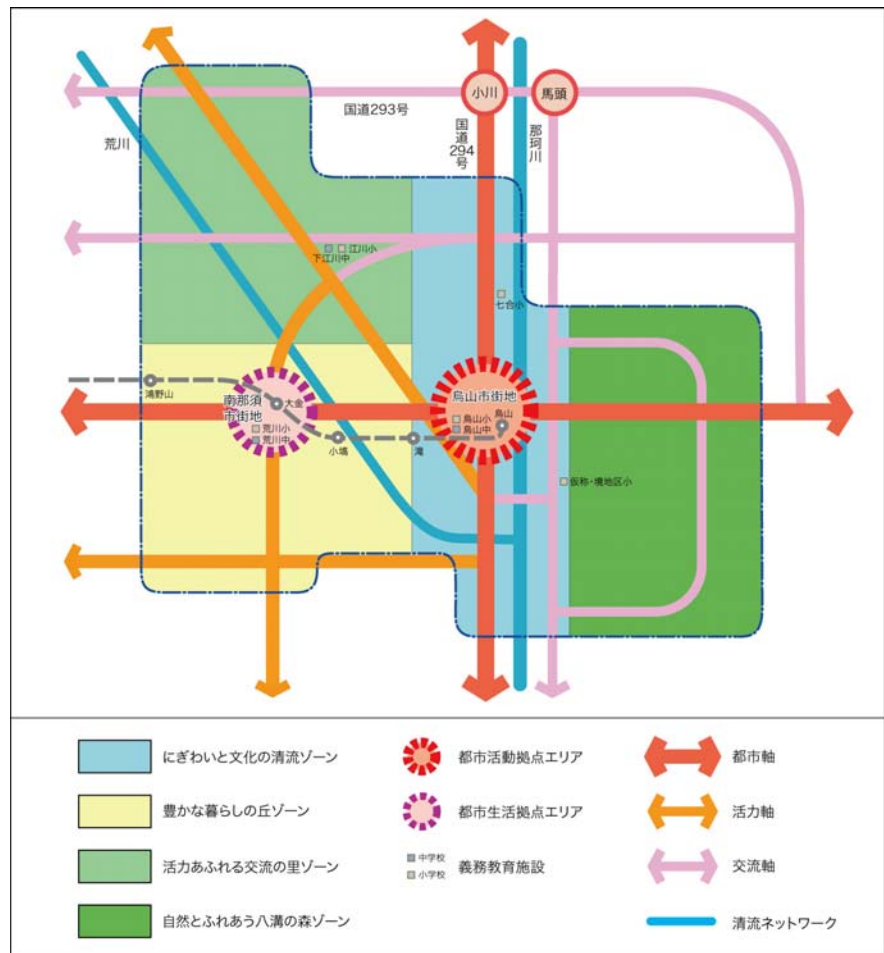 小川
馬頭
国道293号
国道294号
那珂川
荒川
江川小
下江川中
七合小
烏山市街地
南那須
市街地
鴻野山
大金
烏山小
烏山中
烏山
荒川小
荒川中
小塙
滝
仮称・境地区小
にぎわいと文化の清流ゾーン
都市活動拠点エリア
都市軸
豊かな暮らしの丘ゾーン
都市生活拠点エリア
活力軸
活力あふれる交流の里ゾーン
中学校
小学校
義務教育施設
交流軸
自然とふれあう八溝の森ゾーン
清流ネットワーク